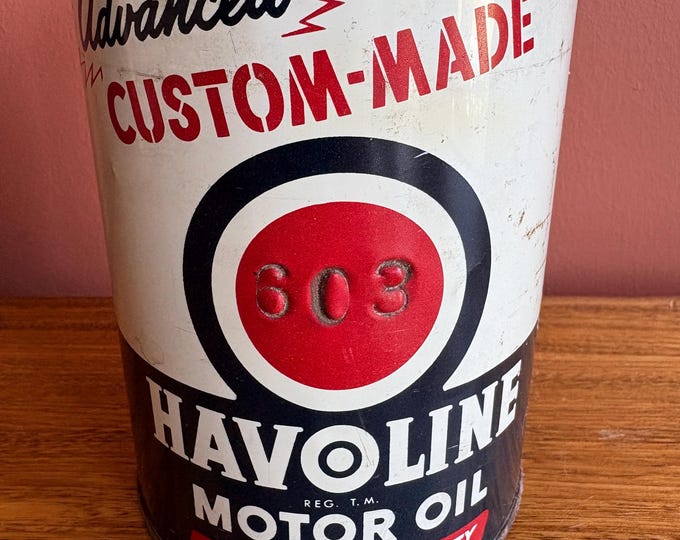 Advanced
CUSTOM-MADE
603
HAVOLINE
REG. T.M.
MOTOR OIL